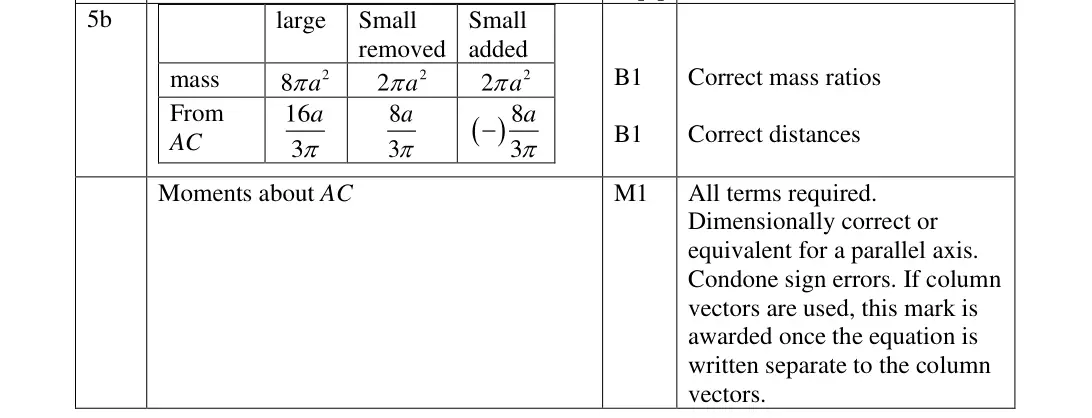 5b
large Small removed Small added
mass 8πa² 2πa² 2πa² B1 Correct mass ratios
From AC 16a/3π 8a/3π (−)8a/3π B1 Correct distances
Moments about AC M1 All terms required.
Dimensionally correct or
equivalent for a parallel axis.
Condone sign errors. If column
vectors are used, this mark is
awarded once the equation is
written separate to the column
vectors.